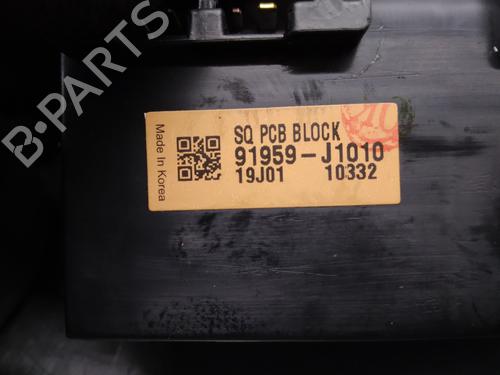 B-PARTS
Made In Korea
SQ PCB BLOCK
91959-J1010
19J01 10332